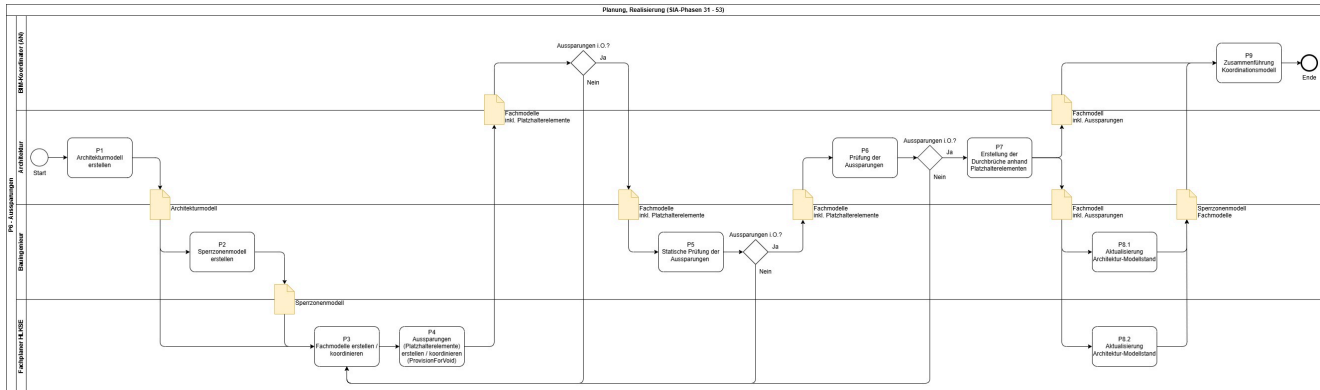 Planung, Realisierung (SIA-Phasen 31 - 53)
P6 - Aussparungen
BIM-Koordinator (AN)
Aussparungen i.O.?
Ja
Nein
Fachmodelle
inkl. Platzhalterelemente
P9
Zusammenführung
Koordinationsmodell
Ende
Architektur
Start
P1
Architekturmodell
erstellen
Architekturmodell
Fachmodelle
inkl. Platzhalterelemente
Fachmodelle
inkl. Platzhalterelemente
P6
Prüfung der
Aussparungen
Aussparungen i.O.?
Ja
Nein
P7
Erstellung der
Durchbrüche anhand
Platzhalterelementen
Fachmodell
inkl. Aussparungen
Fachmodell
inkl. Aussparungen
Sperrzonenmodell
Fachmodelle
Bauingenieur
P2
Sperrzonenmodell
erstellen
Sperrzonenmodell
P5
Statische Prüfung der
Aussparungen
Aussparungen i.O.?
Ja
Nein
P8.1
Aktualisierung
Architektur-Modellstand
Fachplaner HLKSE
P3
Fachmodelle erstellen /
koordinieren
P4
Aussparungen
(Platzhalterelemente)
erstellen / koordinieren
(ProvisionForVoid)
P8.2
Aktualisierung
Architektur-Modellstand